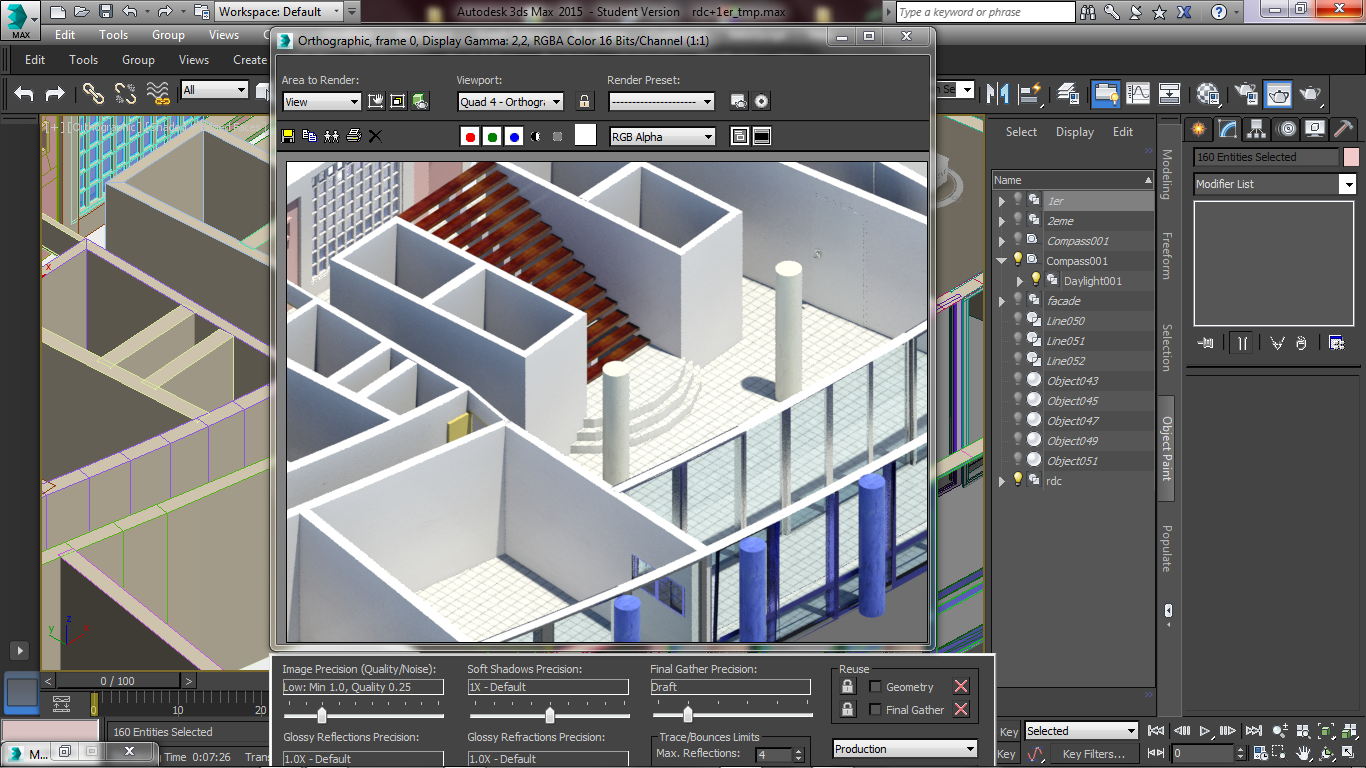 Workspace: Default
Autodesk 3ds Max 2015 - Student Version rdc+1er_tmp.max
Type a keyword or phrase
MAX
Edit Tools Group Views
Edit Tools Group Views Create
All
Orthographic, frame 0, Display Gamma: 2,2, RGBA Color 16 Bits/Channel (1:1)
Area to Render:
View
Viewport:
Quad 4 - Orthogra
Render Preset:
RGB Alpha
Select Display Edit
Name
1er
2eme
Compass001
Compass001
Daylight001
facade
Line050
Line051
Line052
Object043
Object045
Object047
Object049
Object051
rdc
Modeling
Freeform
Selection
Object Paint
Populate
160 Entities Selected
Modifier List
x
y
z
0 / 100
0 10 20
160 Entities Selected
M...
Time 0:07:26
Image Precision (Quality/Noise):
Low: Min 1.0, Quality 0.25
Soft Shadows Precision:
1X - Default
Final Gather Precision:
Draft
Glossy Reflections Precision:
1.0X - Default
Glossy Refractions Precision:
1.0X - Default
Trace/Bounces Limits
Max. Reflections: 4
Reuse
Geometry
Final Gather
Production
Key Selected
Key Key Filters...
0